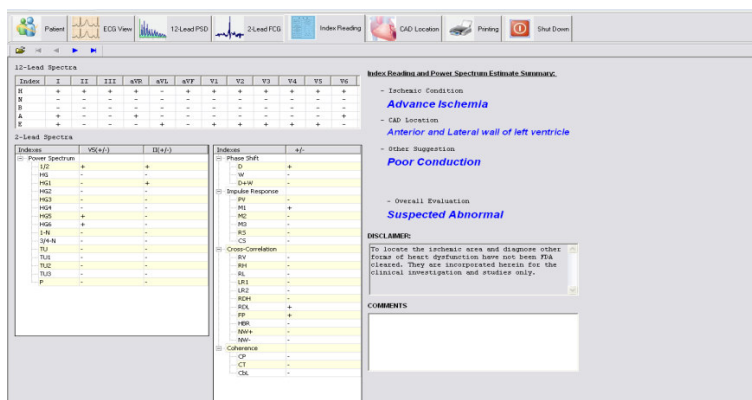 Patient ECG View 12-Lead PSD 2-Lead FCG Index Reading CAD Location Printing Shut Down
12-Lead Spectra
Index I II III aVR aVL aVF V1 V2 V3 V4 V5 V6
H + + + + - + + + + + + +
N - - - - - - - - - - - -
B - - - - - - - - - - - -
A + - - + - - - - - - - +
E + - - - + - + + + + + -
2-Lead Spectra
Indexes V5(+/-) II(+/-)
Power Spectrum
1/2 + +
HG - -
HG1 - +
HG2 - -
HG3 - -
HG4 - -
HG5 + -
HG6 + -
1-N - -
3/4-N - -
TU - -
TU1 - -
TU2 - -
TU3 - -
P - -
Indexes +/-
Phase Shift
D +
W -
D+W -
Impulse Response
PV -
M1 +
M2 -
M3 -
RS -
CS -
Cross-Correlation
RV -
RH -
RL -
LR1 -
LR2 -
RDH -
RDL +
FP +
HBR -
NW+ -
NW- -
Coherence
CP -
CT -
CbL -
Index Reading and Power Spectrum Estimate Summary:
- Ischemic Condition
Advance Ischemia
- CAD Location
Anterior and Lateral wall of left ventricle
- Other Suggestion
Poor Conduction
- Overall Evaluation
Suspected Abnormal
DISCLAIMER:
To locate the ischemic area and diagnose other
forms of heart dysfunction have not been FDA
cleared. They are incorporated herein for the
clinical investigation and studies only.
COMMENTS